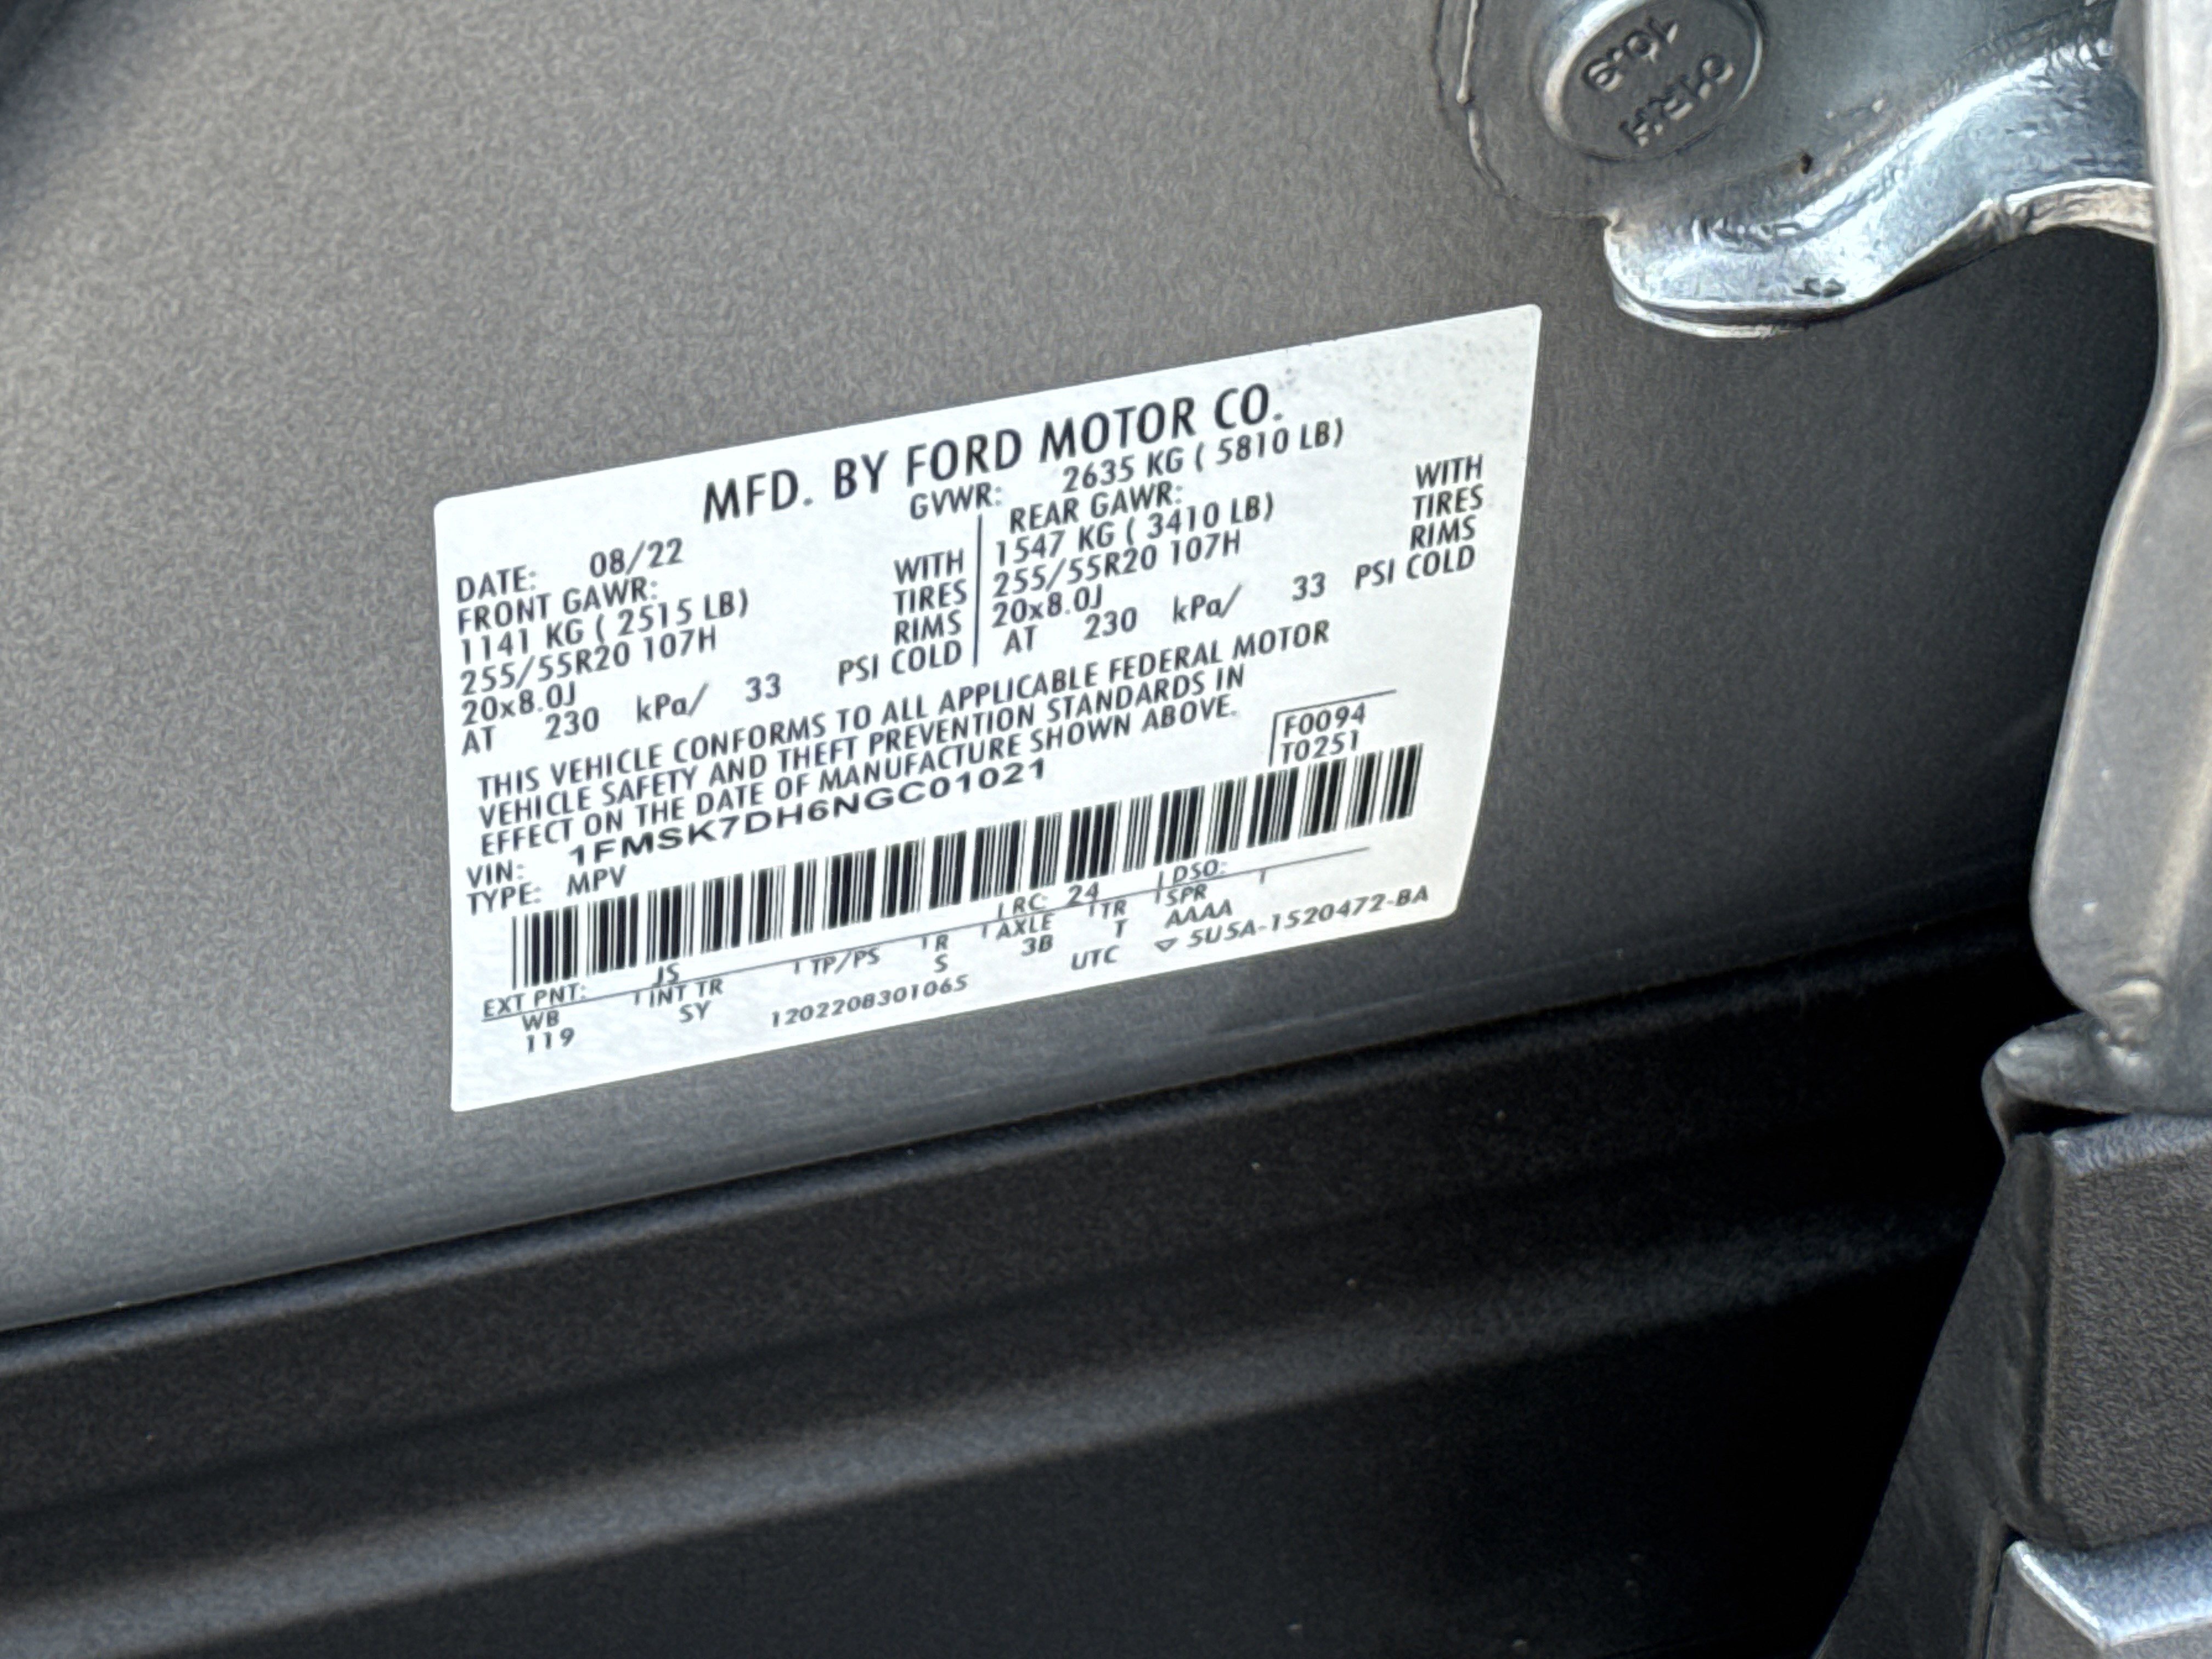 MFD. BY FORD MOTOR CO.
DATE: 08/22
GVWR: 2635 KG ( 5810 LB)
FRONT GAWR:
1141 KG ( 2515 LB) WITH
255/55R20 107H TIRES
20x8.0J RIMS
AT 230 kPa/ 33 PSI COLD
REAR GAWR:
1547 KG ( 3410 LB) WITH
255/55R20 107H TIRES
20x8.0J RIMS
AT 230 kPa/ 33 PSI COLD
THIS VEHICLE CONFORMS TO ALL APPLICABLE FEDERAL MOTOR
VEHICLE SAFETY AND THEFT PREVENTION STANDARDS IN
EFFECT ON THE DATE OF MANUFACTURE SHOWN ABOVE.
F0094
T0251
VIN: 1FMSK7DH6NGC01021
TYPE: MPV
EXT PNT: JS RC: 24 DSO:
WB INT TR TP/PS R AXLE TR SPR
119 SY S 3B T AAAA
1202208301065 UTC ▽ 5U5A-1520472-BA
10.9